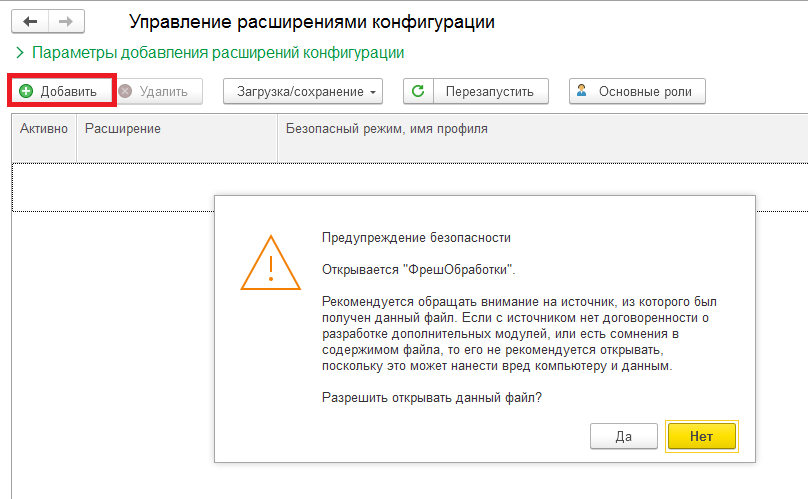 Управление расширениями конфигурации
Параметры добавления расширений конфигурации
Добавить Удалить Загрузка/сохранение Перезапустить Основные роли
Активно Расширение Безопасный режим, имя профиля
Предупреждение безопасности
Открывается "ФрешОбработки".
Рекомендуется обращать внимание на источник, из которого был
получен данный файл. Если с источником нет договоренности о
разработке дополнительных модулей, или есть сомнения в
содержимом файла, то его не рекомендуется открывать,
поскольку это может нанести вред компьютеру и данным.
Разрешить открывать данный файл?
Да Нет